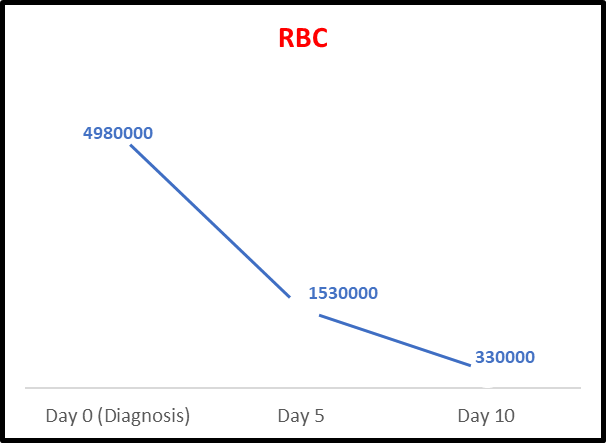 RBC
4980000
1530000
330000
Day 0 (Diagnosis)
Day 5
Day 10